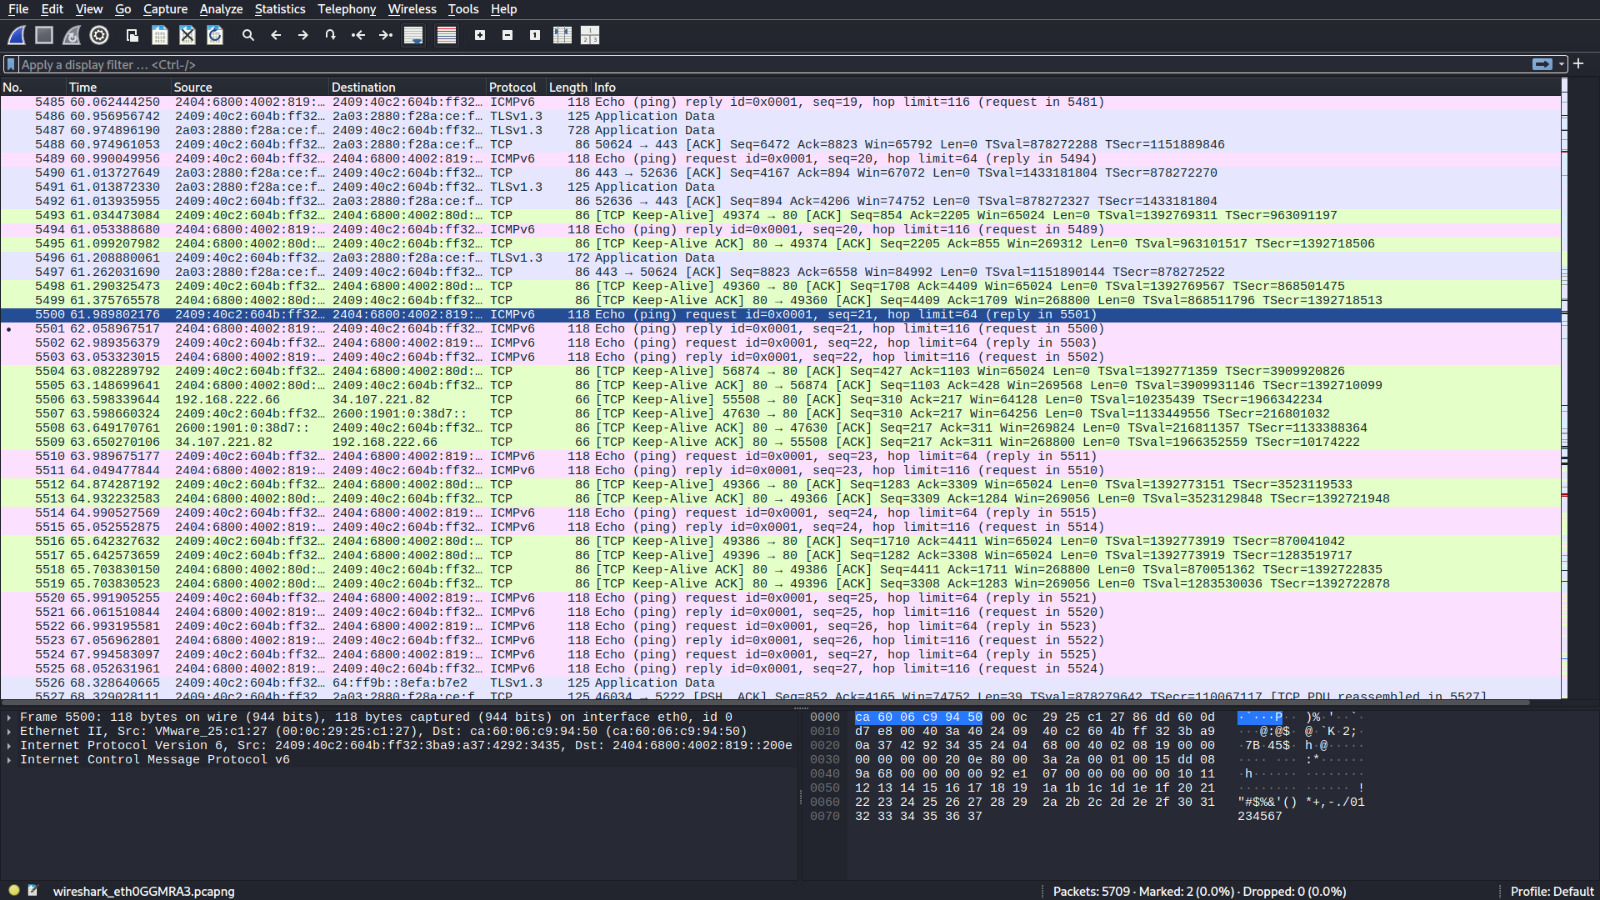 File Edit View Go Capture Analyze Statistics Telephony Wireless Tools Help
Apply a display filter ... <Ctrl-/>
No. Time Source Destination Protocol Length Info
5485 60.062444250 2404:6800:4002:819:... 2409:40c2:604b:ff32... ICMPv6 118 Echo (ping) reply id=0x0001, seq=19, hop limit=116 (request in 5481)
5486 60.956956742 2409:40c2:604b:ff32... 2a03:2880:f28a:ce:f... TLSv1.3 125 Application Data
5487 60.974896190 2a03:2880:f28a:ce:f... 2409:40c2:604b:ff32... TLSv1.3 728 Application Data
5488 60.974961053 2409:40c2:604b:ff32... 2a03:2880:f28a:ce:f... TCP 86 50624 → 443 [ACK] Seq=6472 Ack=8823 Win=65792 Len=0 TSval=878272288 TSecr=1151889846
5489 60.990049956 2409:40c2:604b:ff32... 2404:6800:4002:819:... ICMPv6 118 Echo (ping) request id=0x0001, seq=20, hop limit=64 (reply in 5494)
5490 61.013727649 2a03:2880:f28a:ce:f... 2409:40c2:604b:ff32... TCP 86 443 → 52636 [ACK] Seq=4167 Ack=894 Win=67072 Len=0 TSval=1433181804 TSecr=878272270
5491 61.013872330 2a03:2880:f28a:ce:f... 2409:40c2:604b:ff32... TLSv1.3 125 Application Data
5492 61.013935955 2409:40c2:604b:ff32... 2a03:2880:f28a:ce:f... TCP 86 52636 → 443 [ACK] Seq=894 Ack=4206 Win=74752 Len=0 TSval=878272327 TSecr=1433181804
5493 61.034473084 2409:40c2:604b:ff32... 2404:6800:4002:80d:... TCP 86 [TCP Keep-Alive] 49374 → 80 [ACK] Seq=854 Ack=2205 Win=65024 Len=0 TSval=1392769311 TSecr=963091197
5494 61.053388680 2404:6800:4002:819:... 2409:40c2:604b:ff32... ICMPv6 118 Echo (ping) reply id=0x0001, seq=20, hop limit=116 (request in 5489)
5495 61.099207982 2404:6800:4002:80d:... 2409:40c2:604b:ff32... TCP 86 [TCP Keep-Alive ACK] 80 → 49374 [ACK] Seq=2205 Ack=855 Win=269312 Len=0 TSval=963101517 TSecr=1392718506
5496 61.208880061 2409:40c2:604b:ff32... 2a03:2880:f28a:ce:f... TLSv1.3 172 Application Data
5497 61.262031690 2a03:2880:f28a:ce:f... 2409:40c2:604b:ff32... TCP 86 443 → 50624 [ACK] Seq=8823 Ack=6558 Win=84992 Len=0 TSval=1151890144 TSecr=878272522
5498 61.290325473 2409:40c2:604b:ff32... 2404:6800:4002:80d:... TCP 86 [TCP Keep-Alive] 49360 → 80 [ACK] Seq=1708 Ack=4409 Win=65024 Len=0 TSval=1392769567 TSecr=868501475
5499 61.375765578 2404:6800:4002:80d:... 2409:40c2:604b:ff32... TCP 86 [TCP Keep-Alive ACK] 80 → 49360 [ACK] Seq=4409 Ack=1709 Win=268800 Len=0 TSval=868511796 TSecr=1392718513
5500 61.989802176 2409:40c2:604b:ff32... 2404:6800:4002:819:... ICMPv6 118 Echo (ping) request id=0x0001, seq=21, hop limit=64 (reply in 5501)
5501 62.058967517 2404:6800:4002:819:... 2409:40c2:604b:ff32... ICMPv6 118 Echo (ping) reply id=0x0001, seq=21, hop limit=116 (request in 5500)
5502 62.989356379 2409:40c2:604b:ff32... 2404:6800:4002:819:... ICMPv6 118 Echo (ping) request id=0x0001, seq=22, hop limit=64 (reply in 5503)
5503 63.053323015 2404:6800:4002:819:... 2409:40c2:604b:ff32... ICMPv6 118 Echo (ping) reply id=0x0001, seq=22, hop limit=116 (request in 5502)
5504 63.082289792 2409:40c2:604b:ff32... 2404:6800:4002:80d:... TCP 86 [TCP Keep-Alive] 56874 → 80 [ACK] Seq=427 Ack=1103 Win=65024 Len=0 TSval=1392771359 TSecr=3909920826
5505 63.148699641 2404:6800:4002:80d:... 2409:40c2:604b:ff32... TCP 86 [TCP Keep-Alive ACK] 80 → 56874 [ACK] Seq=1103 Ack=428 Win=269568 Len=0 TSval=3909931146 TSecr=1392710099
5506 63.598339644 192.168.222.66 34.107.221.82 TCP 66 [TCP Keep-Alive] 55508 → 80 [ACK] Seq=310 Ack=217 Win=64128 Len=0 TSval=10235439 TSecr=1966342234
5507 63.598660324 2409:40c2:604b:ff32... 2600:1901:0:38d7:: TCP 86 [TCP Keep-Alive] 47630 → 80 [ACK] Seq=310 Ack=217 Win=64256 Len=0 TSval=1133449556 TSecr=216801032
5508 63.649170761 2600:1901:0:38d7:: 2409:40c2:604b:ff32... TCP 86 [TCP Keep-Alive ACK] 80 → 47630 [ACK] Seq=217 Ack=311 Win=269824 Len=0 TSval=216811357 TSecr=1133388364
5509 63.650270106 34.107.221.82 192.168.222.66 TCP 66 [TCP Keep-Alive ACK] 80 → 55508 [ACK] Seq=217 Ack=311 Win=268800 Len=0 TSval=1966352559 TSecr=10174222
5510 63.989675177 2409:40c2:604b:ff32... 2404:6800:4002:819:... ICMPv6 118 Echo (ping) request id=0x0001, seq=23, hop limit=64 (reply in 5511)
5511 64.049477844 2404:6800:4002:819:... 2409:40c2:604b:ff32... ICMPv6 118 Echo (ping) reply id=0x0001, seq=23, hop limit=116 (request in 5510)
5512 64.874287192 2409:40c2:604b:ff32... 2404:6800:4002:80d:... TCP 86 [TCP Keep-Alive] 49366 → 80 [ACK] Seq=1283 Ack=3309 Win=65024 Len=0 TSval=1392773151 TSecr=3523119533
5513 64.932232583 2404:6800:4002:80d:... 2409:40c2:604b:ff32... TCP 86 [TCP Keep-Alive ACK] 80 → 49366 [ACK] Seq=3309 Ack=1284 Win=269056 Len=0 TSval=3523129848 TSecr=1392721948
5514 64.990527569 2409:40c2:604b:ff32... 2404:6800:4002:819:... ICMPv6 118 Echo (ping) request id=0x0001, seq=24, hop limit=64 (reply in 5515)
5515 65.052552875 2404:6800:4002:819:... 2409:40c2:604b:ff32... ICMPv6 118 Echo (ping) reply id=0x0001, seq=24, hop limit=116 (request in 5514)
5516 65.642327632 2409:40c2:604b:ff32... 2404:6800:4002:80d:... TCP 86 [TCP Keep-Alive] 49386 → 80 [ACK] Seq=1710 Ack=4411 Win=65024 Len=0 TSval=1392773919 TSecr=870041042
5517 65.642573659 2409:40c2:604b:ff32... 2404:6800:4002:80d:... TCP 86 [TCP Keep-Alive] 49396 → 80 [ACK] Seq=1282 Ack=3308 Win=65024 Len=0 TSval=1392773919 TSecr=1283519717
5518 65.703830150 2404:6800:4002:80d:... 2409:40c2:604b:ff32... TCP 86 [TCP Keep-Alive ACK] 80 → 49386 [ACK] Seq=4411 Ack=1711 Win=268800 Len=0 TSval=870051362 TSecr=1392722835
5519 65.703830523 2404:6800:4002:80d:... 2409:40c2:604b:ff32... TCP 86 [TCP Keep-Alive ACK] 80 → 49396 [ACK] Seq=3308 Ack=1283 Win=269056 Len=0 TSval=1283530036 TSecr=1392722878
5520 65.991905255 2409:40c2:604b:ff32... 2404:6800:4002:819:... ICMPv6 118 Echo (ping) request id=0x0001, seq=25, hop limit=64 (reply in 5521)
5521 66.061510844 2404:6800:4002:819:... 2409:40c2:604b:ff32... ICMPv6 118 Echo (ping) reply id=0x0001, seq=25, hop limit=116 (request in 5520)
5522 66.993195581 2409:40c2:604b:ff32... 2404:6800:4002:819:... ICMPv6 118 Echo (ping) request id=0x0001, seq=26, hop limit=64 (reply in 5523)
5523 67.056962801 2404:6800:4002:819:... 2409:40c2:604b:ff32... ICMPv6 118 Echo (ping) reply id=0x0001, seq=26, hop limit=116 (request in 5522)
5524 67.994583097 2409:40c2:604b:ff32... 2404:6800:4002:819:... ICMPv6 118 Echo (ping) request id=0x0001, seq=27, hop limit=64 (reply in 5525)
5525 68.052631961 2404:6800:4002:819:... 2409:40c2:604b:ff32... ICMPv6 118 Echo (ping) reply id=0x0001, seq=27, hop limit=116 (request in 5524)
5526 68.328640665 2409:40c2:604b:ff32... 64:ff9b::8efa:b7e2 TLSv1.3 125 Application Data
5527 68.329028111 2409:40c2:604b:ff32... 2a03:2880:f28a:ce:f... TCP 125 46034 → 5222 [PSH, ACK] Seq=852 Ack=4165 Win=74752 Len=39 TSval=878279642 TSecr=110067117 [TCP PDU reassembled in 5527]
Frame 5500: 118 bytes on wire (944 bits), 118 bytes captured (944 bits) on interface eth0, id 0
Ethernet II, Src: VMware_25:c1:27 (00:0c:29:25:c1:27), Dst: ca:60:06:c9:94:50 (ca:60:06:c9:94:50)
Internet Protocol Version 6, Src: 2409:40c2:604b:ff32:3ba9:a37:4292:3435, Dst: 2404:6800:4002:819::200e
Internet Control Message Protocol v6
0000 ca 60 06 c9 94 50 00 0c 29 25 c1 27 86 dd 60 0d ·`···P·· )%·'··`·
0010 d7 e8 00 40 3a 40 24 09 40 c2 60 4b ff 32 3b a9 ···@:@$· @·`K·2;·
0020 0a 37 42 92 34 35 24 04 68 00 40 02 08 19 00 00 ·7B·45$· h·@·····
0030 00 00 00 00 20 0e 80 00 3a 2a 00 01 00 15 dd 08 ···· ··· :*······
0040 9a 68 00 00 00 00 92 e1 07 00 00 00 00 00 10 11 ·h······ ········
0050 12 13 14 15 16 17 18 19 1a 1b 1c 1d 1e 1f 20 21 ········ ······ !
0060 22 23 24 25 26 27 28 29 2a 2b 2c 2d 2e 2f 30 31 "#$%&'() *+,-./01
0070 32 33 34 35 36 37 234567
wireshark_eth0GGMRA3.pcapng
Packets: 5709 · Marked: 2 (0.0%) · Dropped: 0 (0.0%)
Profile: Default